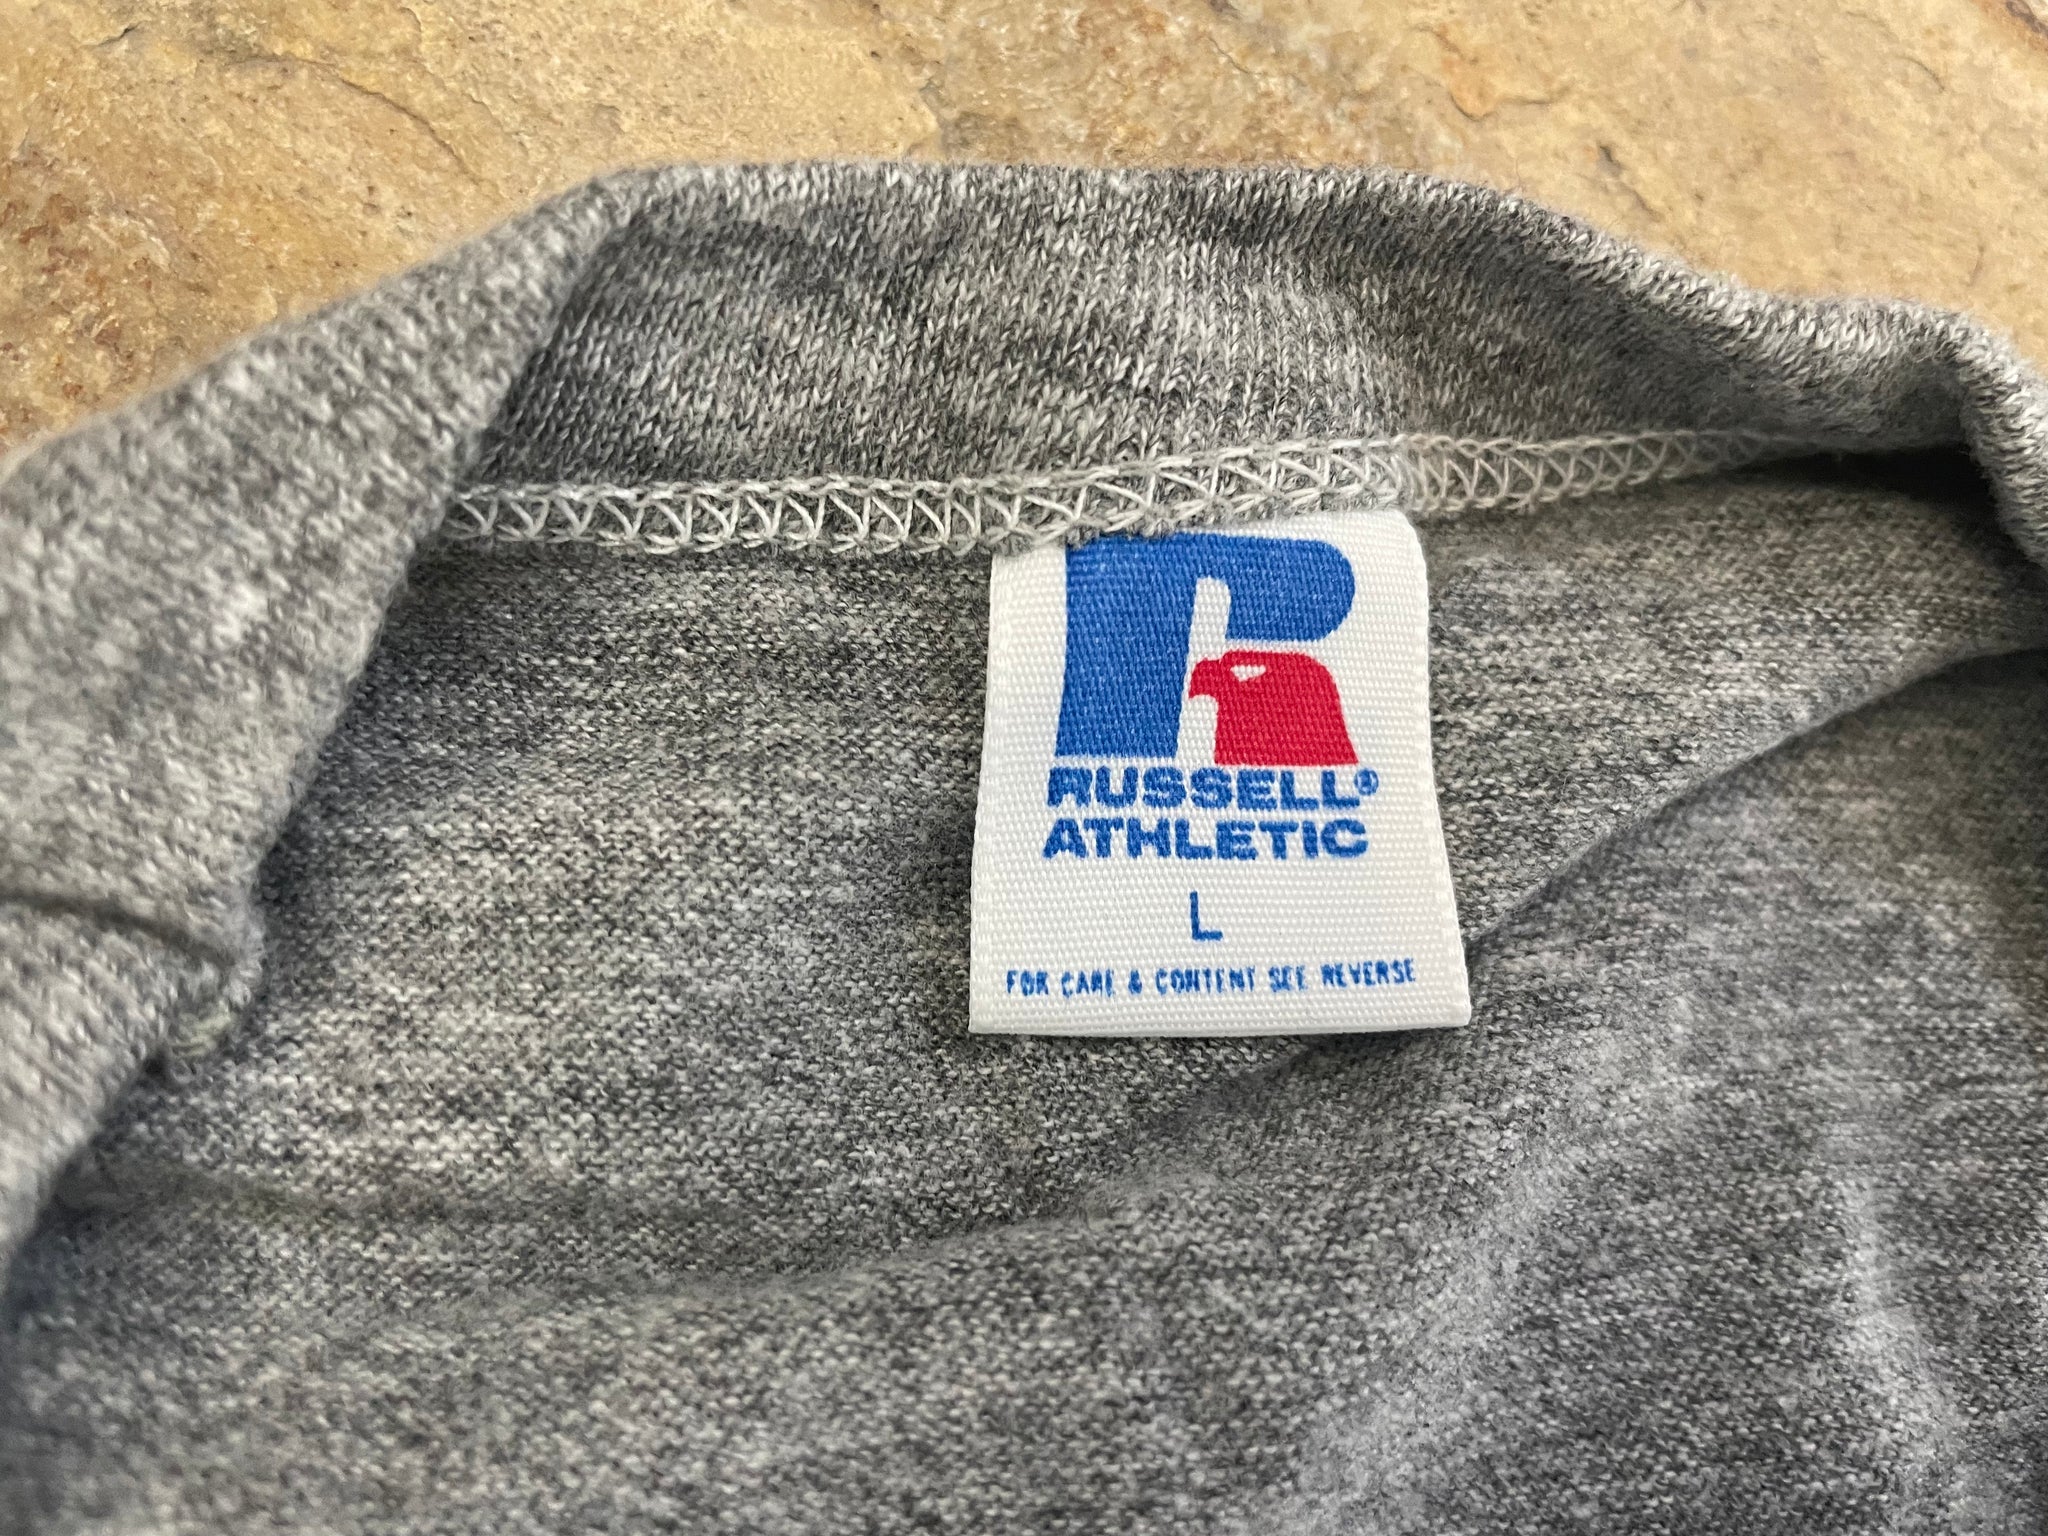 RUSSELL®
ATHLETIC
L
FOR CARE & CONTENT SEE REVERSE